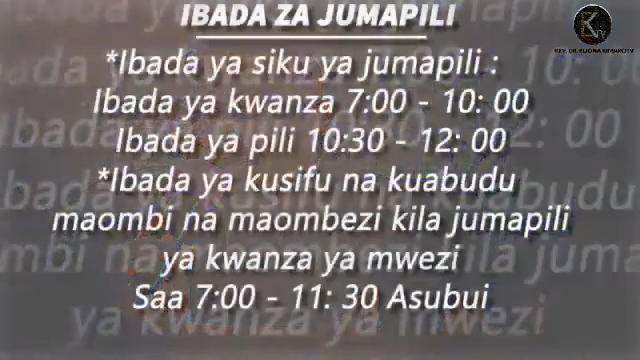 IBADA ZA JUMAPILI
*Ibada ya siku ya jumapili :
Ibada ya kwanza 7:00 - 10: 00
Ibada ya pili 10:30 - 12: 00
*Ibada ya kusifu na kuabudu
maombi na maombezi kila jumapili
ya kwanza ya mwezi
Saa 7:00 - 11: 30 Asubui